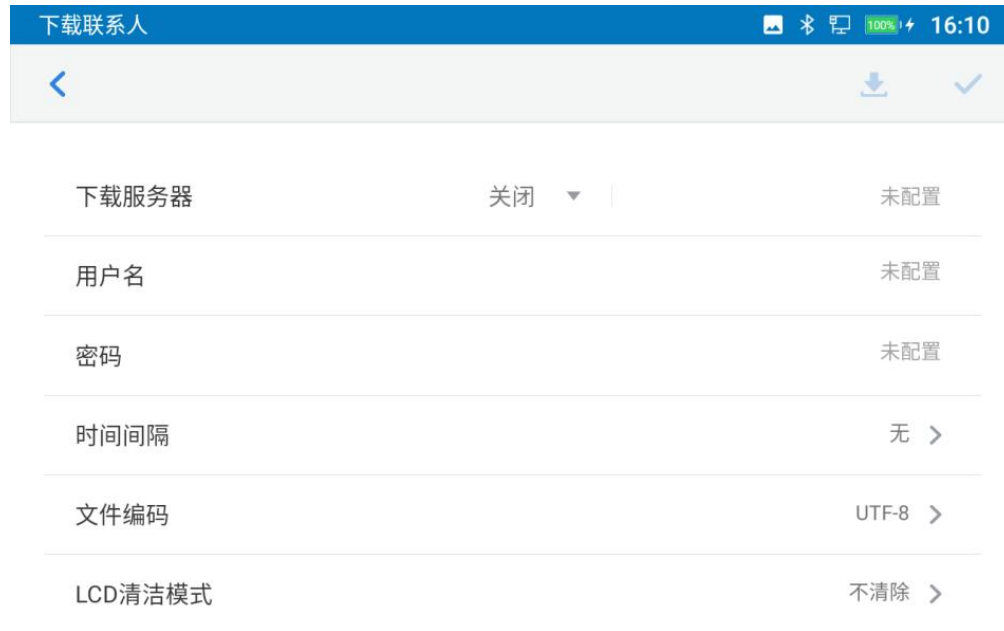 下载联系人 100% 16:10
下载服务器 关闭 未配置
用户名 未配置
密码 未配置
时间间隔 无
文件编码 UTF-8
LCD清洁模式 不清除